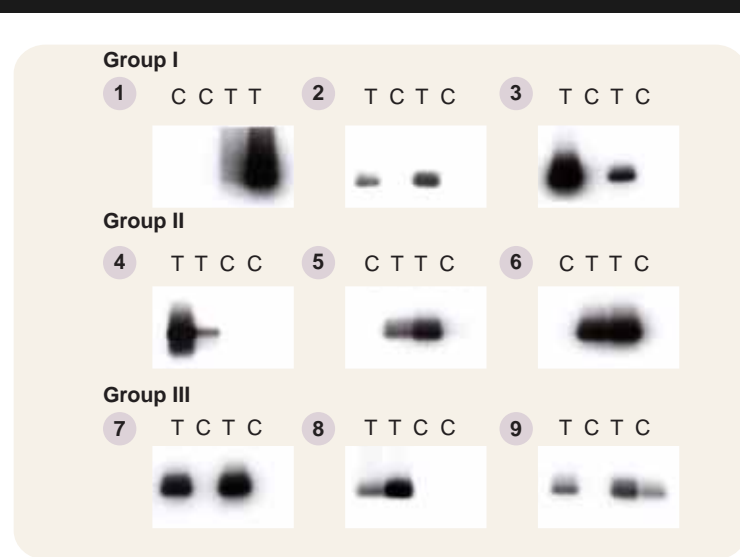 Group I
1 C C T T 2 T C T C 3 T C T C
Group II
4 T T C C 5 C T T C 6 C T T C
Group III
7 T C T C 8 T T C C 9 T C T C